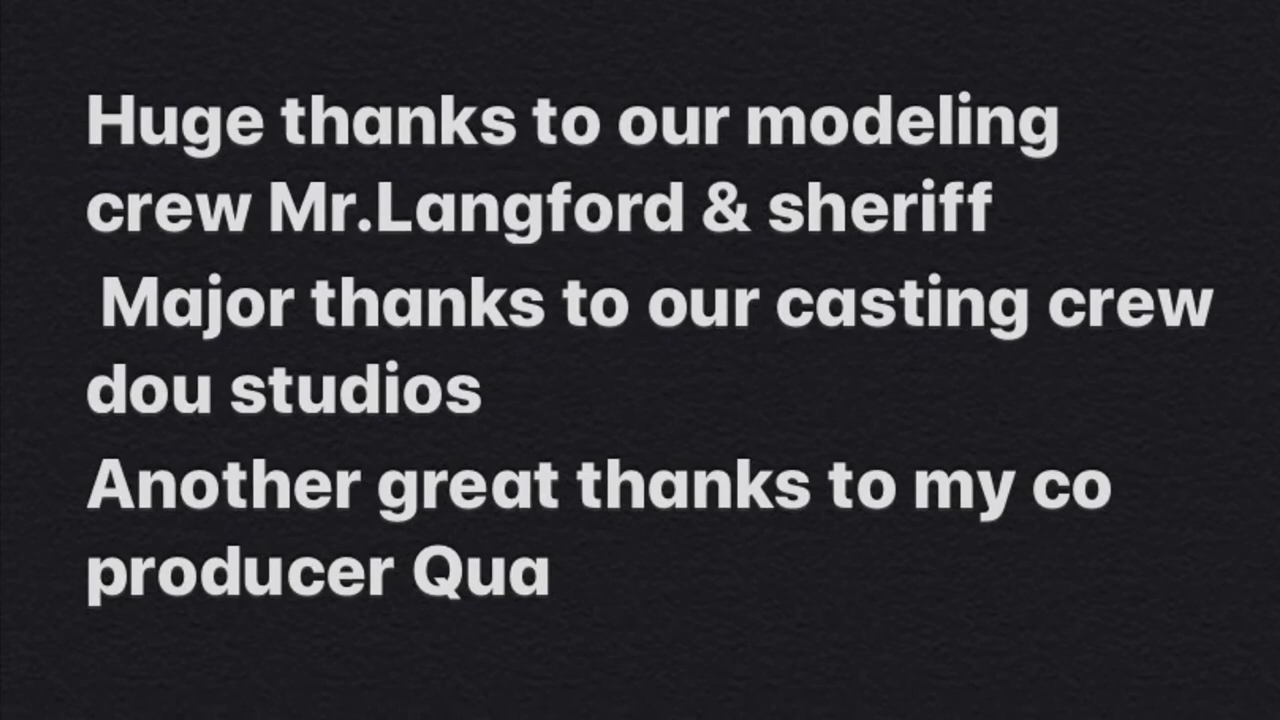 Huge thanks to our modeling
crew Mr.Langford & sheriff
Major thanks to our casting crew
dou studios
Another great thanks to my co
producer Qua